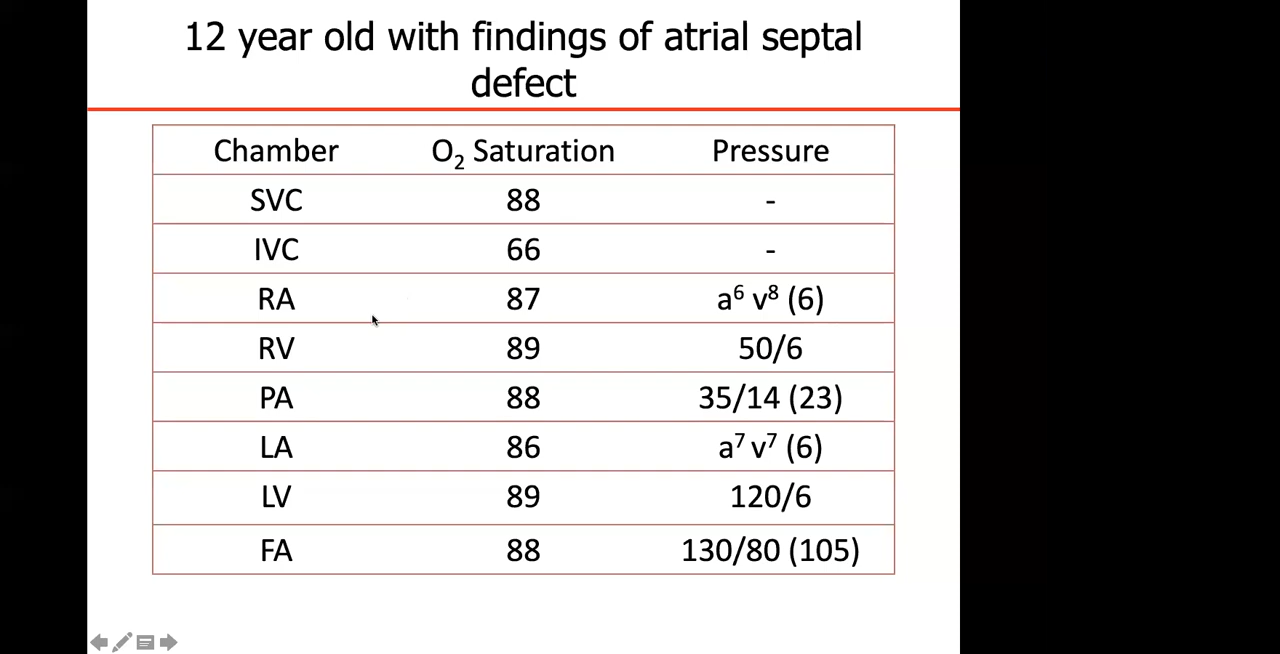 12 year old with findings of atrial septal
defect
Chamber O₂ Saturation Pressure
SVC 88 -
IVC 66 -
RA 87 a⁶ v⁸ (6)
RV 89 50/6
PA 88 35/14 (23)
LA 86 a⁷ v⁷ (6)
LV 89 120/6
FA 88 130/80 (105)